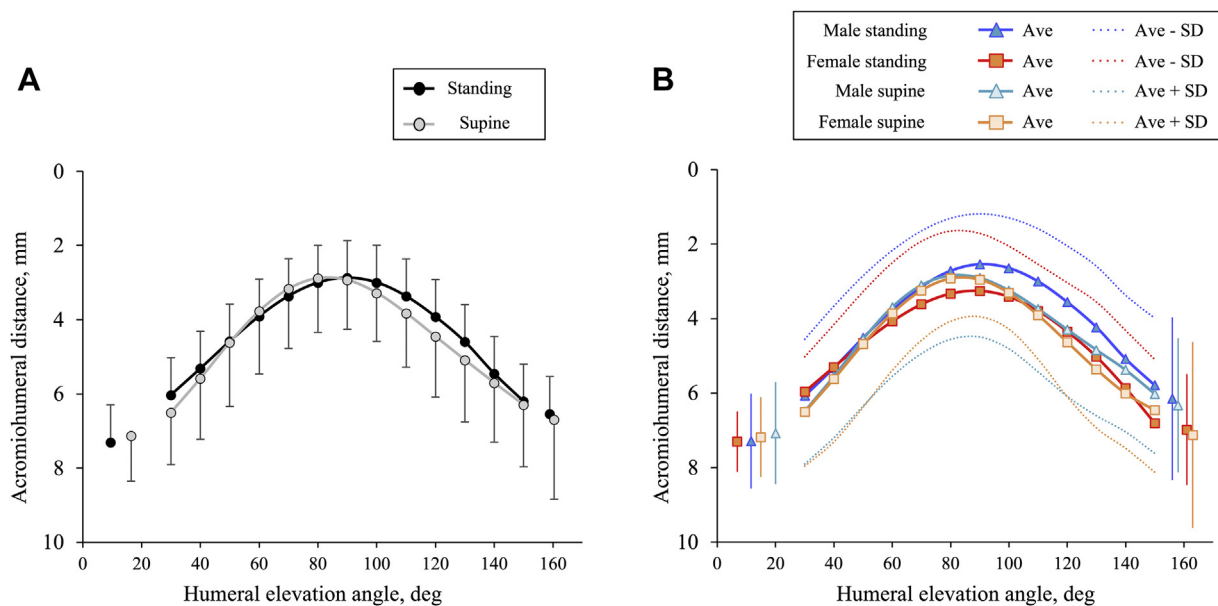 A
Standing
Supine
0
2
4
6
8
10
Acromiohumeral distance, mm
0 20 40 60 80 100 120 140 160
Humeral elevation angle, deg
B
Male standing Ave Ave - SD
Female standing Ave Ave - SD
Male supine Ave Ave + SD
Female supine Ave Ave + SD
0
2
4
6
8
10
Acromiohumeral distance, mm
0 20 40 60 80 100 120 140 160
Humeral elevation angle, deg